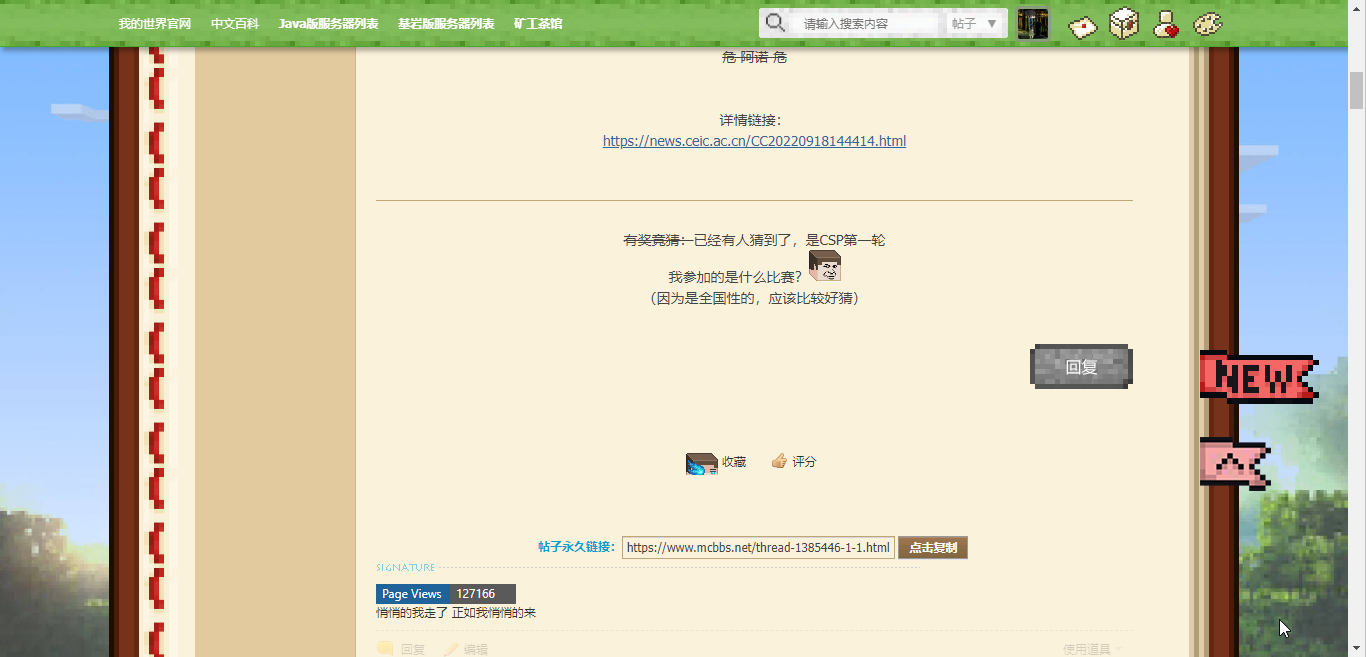 我的世界官网 中文百科 Java版服务器列表 基岩版服务器列表 矿工茶馆 请输入搜索内容 帖子 ▼
危 阿诺 危
详情链接：
https://news.ceic.ac.cn/CC20220918144414.html
有奖竞猜：已经有人猜到了，是CSP第一轮
我参加的是什么比赛？
（因为是全国性的，应该比较好猜）
回复
NEW
收藏 评分
帖子永久链接： https://www.mcbbs.net/thread-1385446-1-1.html 点击复制
SIGNATURE
Page Views 127166
悄悄的我走了 正如我悄悄的来
回复 编辑 使用道具